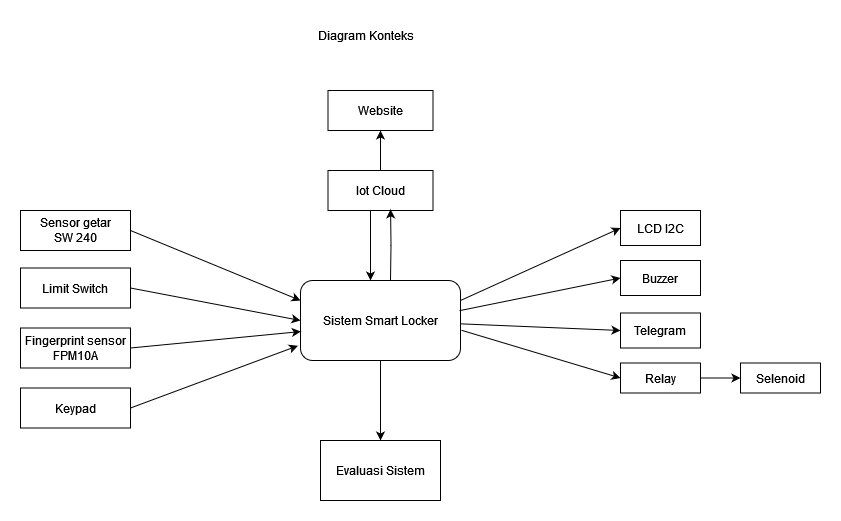 Diagram Konteks
Website
Iot Cloud
Sensor getar
SW 240
Limit Switch
Fingerprint sensor
FPM10A
Keypad
Sistem Smart Locker
LCD I2C
Buzzer
Telegram
Relay
Selenoid
Evaluasi Sistem